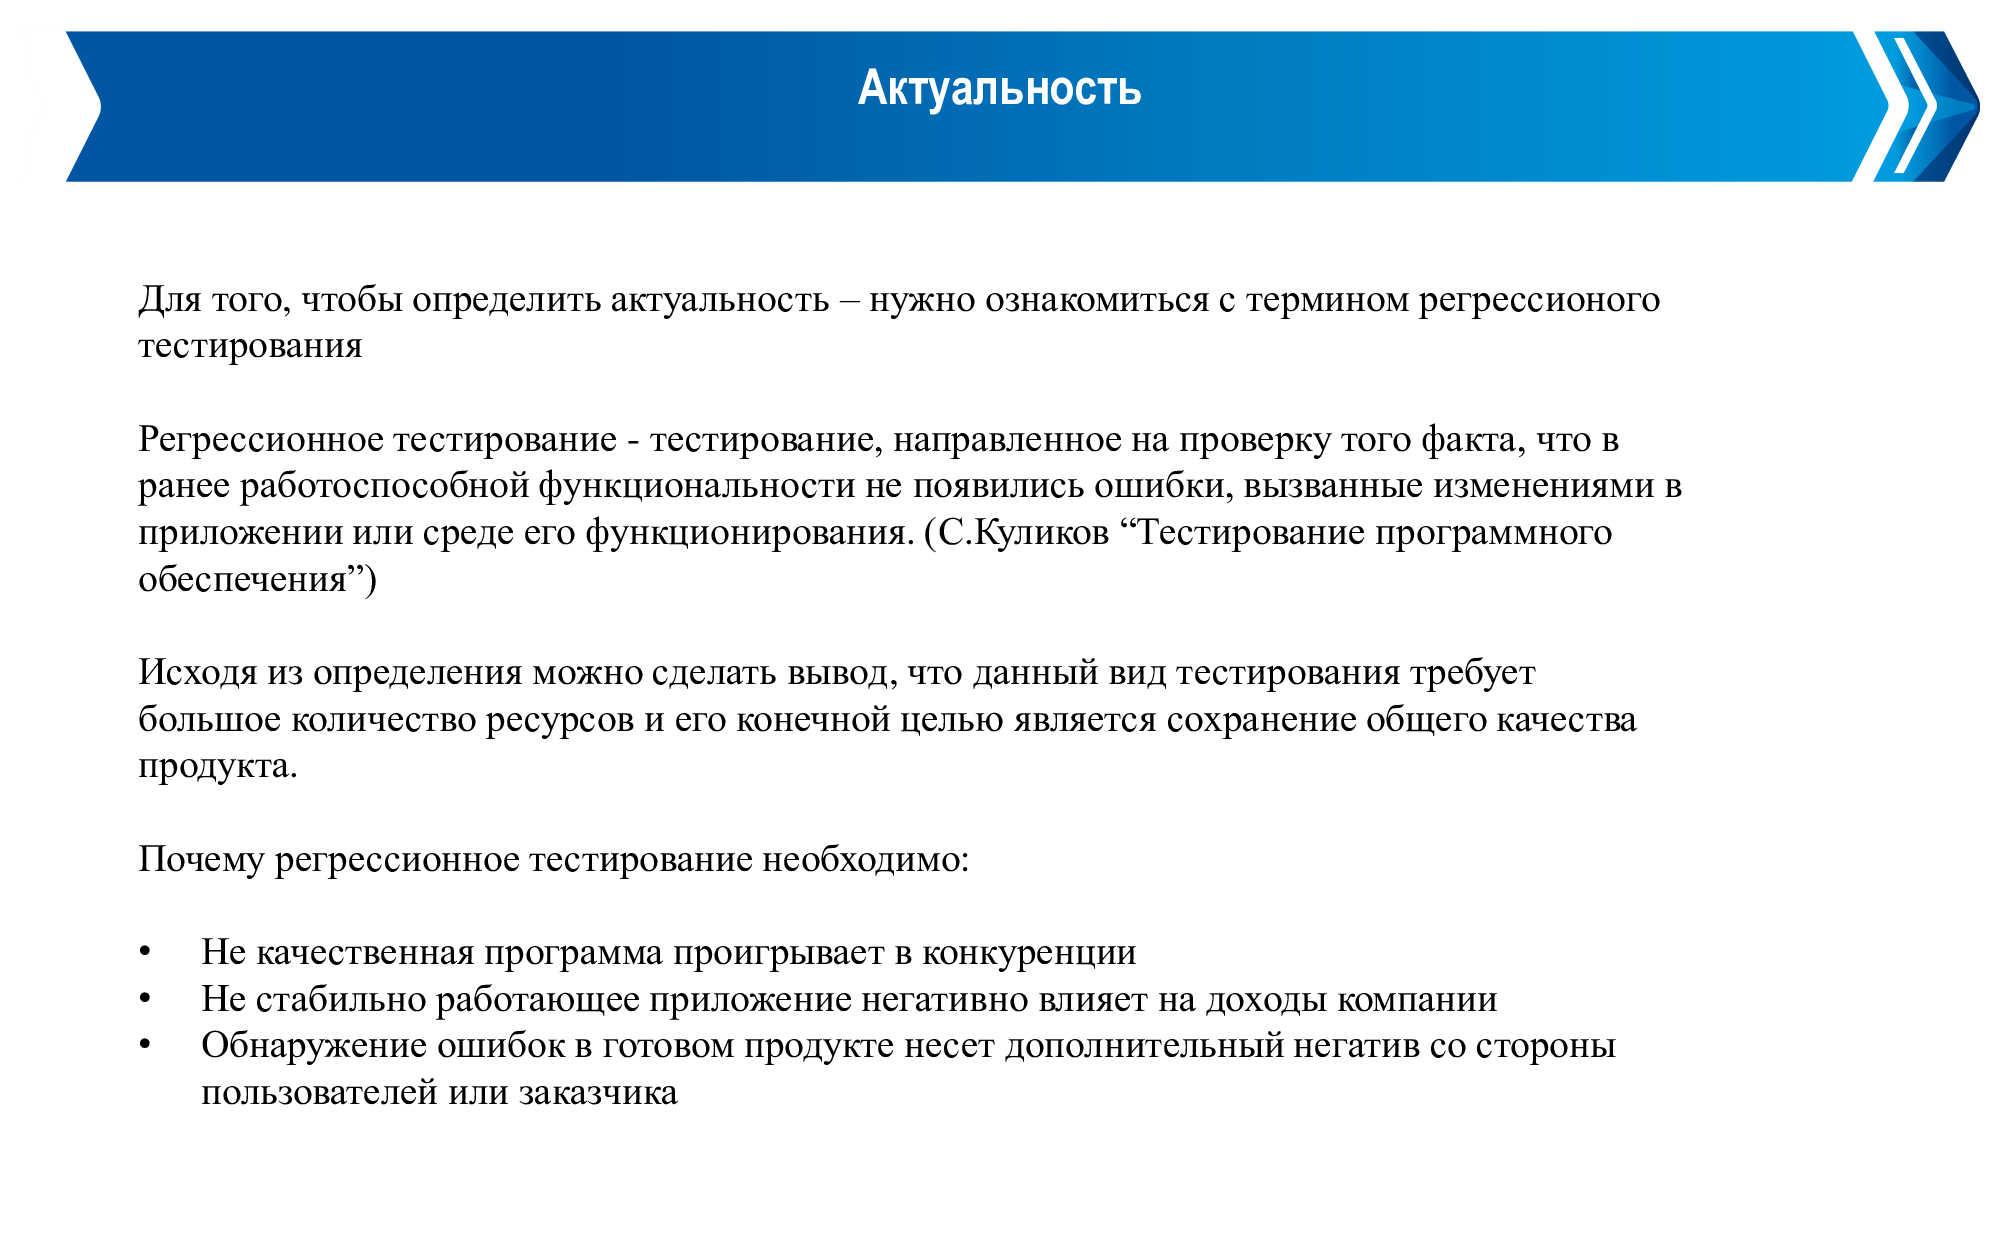 Актуальность
Для того, чтобы определить актуальность – нужно ознакомиться с термином регрессионого
тестирования
Регрессионное тестирование - тестирование, направленное на проверку того факта, что в
ранее работоспособной функциональности не появились ошибки, вызванные изменениями в
приложении или среде его функционирования. (С.Куликов “Тестирование программного
обеспечения”)
Исходя из определения можно сделать вывод, что данный вид тестирования требует
большое количество ресурсов и его конечной целью является сохранение общего качества
продукта.
Почему регрессионное тестирование необходимо:
• Не качественная программа проигрывает в конкуренции
• Не стабильно работающее приложение негативно влияет на доходы компании
• Обнаружение ошибок в готовом продукте несет дополнительный негатив со стороны
пользователей или заказчика